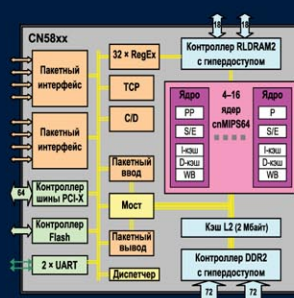 CN58xx
18
18
32 × RegEx
Контроллер RLDRAM2
с гипердоступом
Пакетный
интерфейс
TCP
C/D
Ядро
PP
S/E
I-кэш
D-кэш
WB
4–16
ядер
cnMIPS64
Ядро
P
S/E
I-кэш
D-кэш
WB
Пакетный
интерфейс
Пакетный
ввод
64
Контроллер
шины PCI-X
Мост
Контроллер
Flash
Кэш L2 (2 Мбайт)
Пакетный
вывод
2 × UART
Диспетчер
Контроллер DDR2
с гипердоступом
72
72